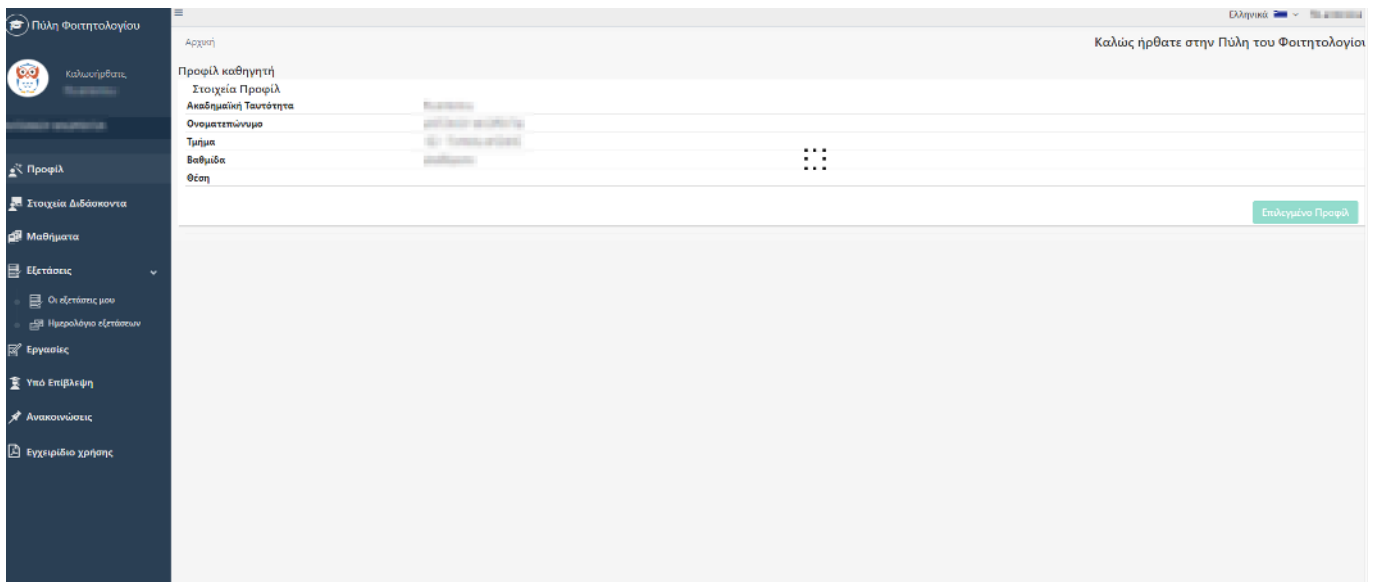 Πύλη Φοιτητολογίου
Ελληνικά
Καλωσήρθατε,
Αρχική
Καλώς ήρθατε στην Πύλη του Φοιτητολογίου
Προφίλ καθηγητή
Στοιχεία Προφίλ
Ακαδημαϊκή Ταυτότητα
Ονοματεπώνυμο
Τμήμα
Βαθμίδα
Θέση
Επιλεγμένο Προφίλ
Προφίλ
Στοιχεία Διδάσκοντα
Μαθήματα
Εξετάσεις
Οι εξετάσεις μου
Ημερολόγιο εξετάσεων
Εργασίες
Υπό Επίβλεψη
Ανακοινώσεις
Εγχειρίδιο χρήσης